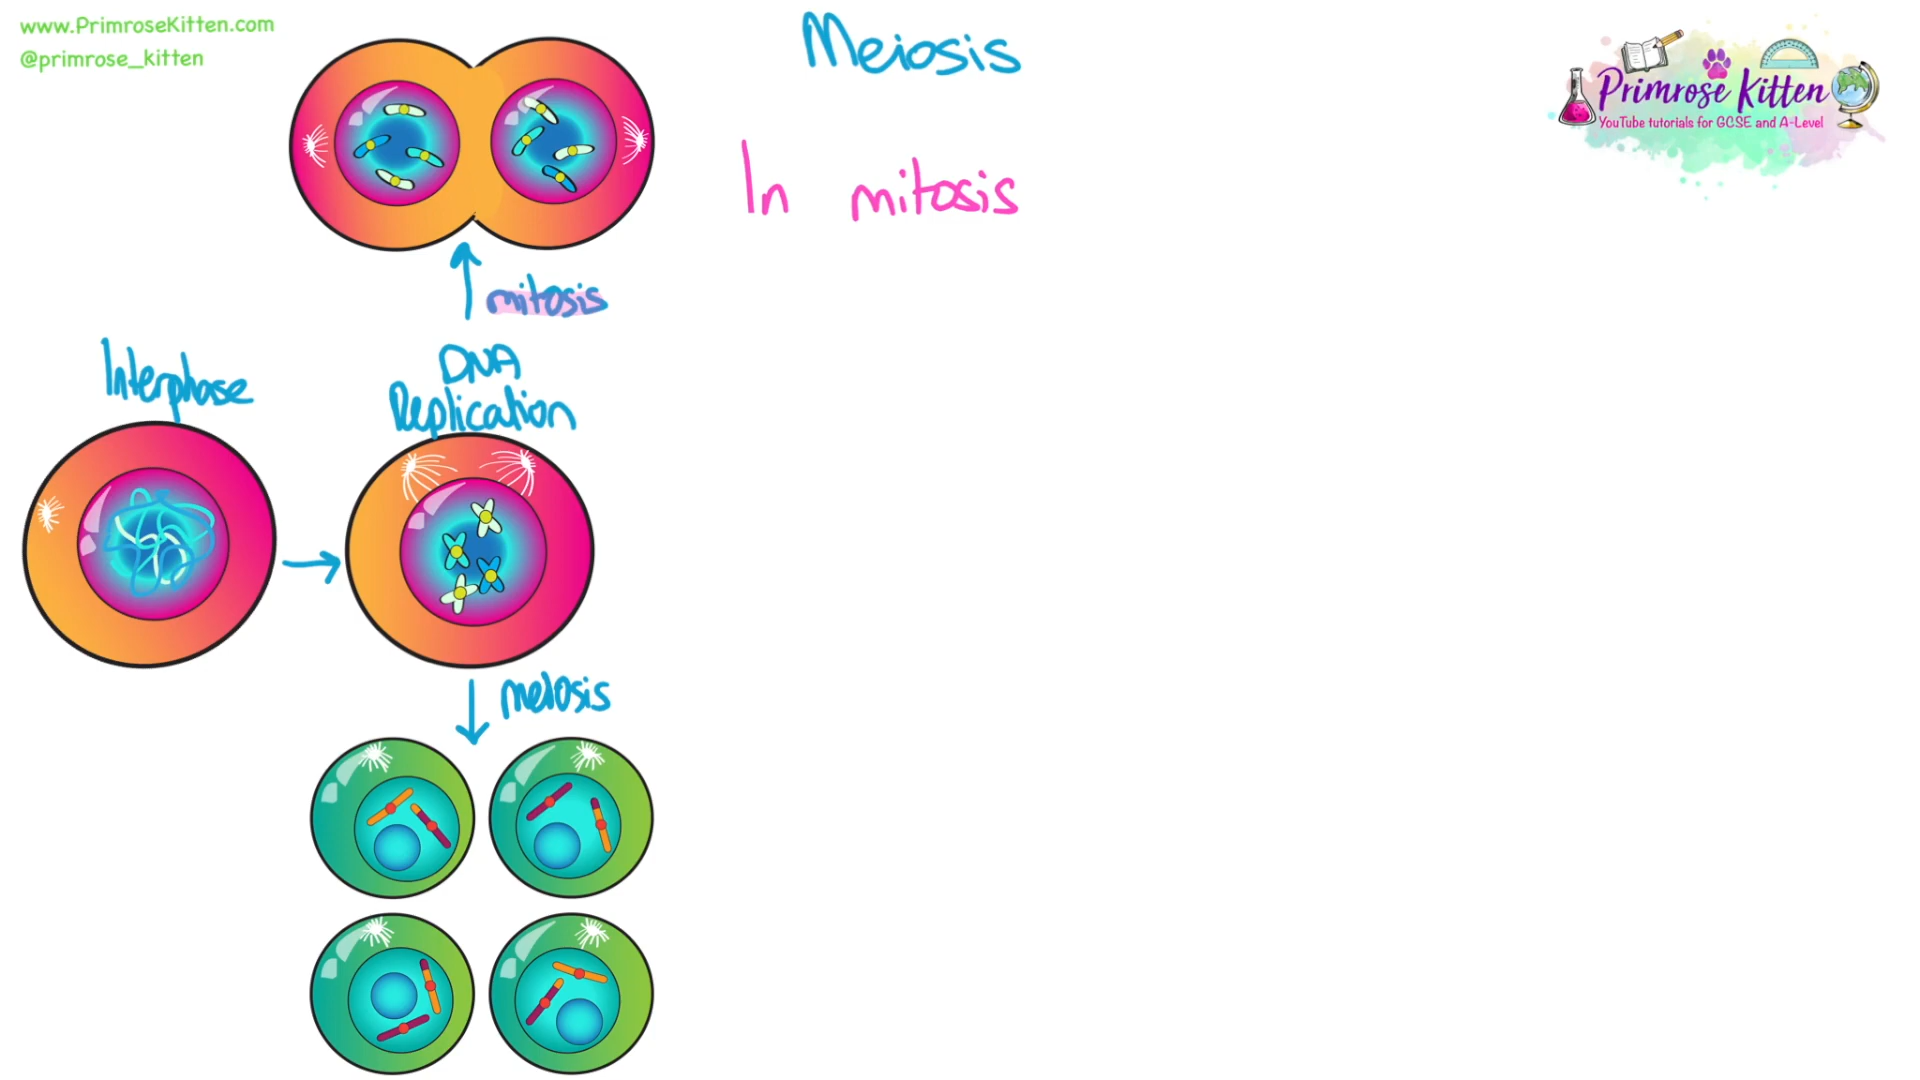 www.PrimroseKitten.com
@primrose_kitten
Meiosis
Primrose Kitten
YouTube tutorials for GCSE and A-Level
In mitosis
mitosis
Interphase
DNA
Replication
meiosis